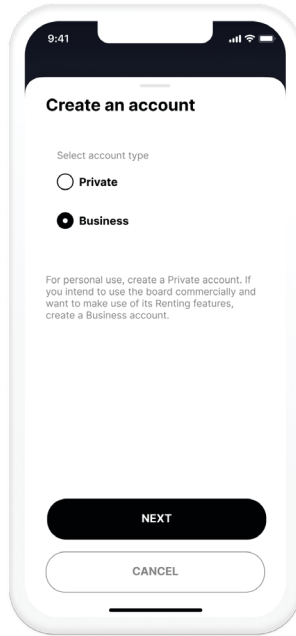 9:41
Create an account
Select account type
Private
Business
For personal use, create a Private account. If
you intend to use the board commercially and
want to make use of its Renting features,
create a Business account.
NEXT
CANCEL